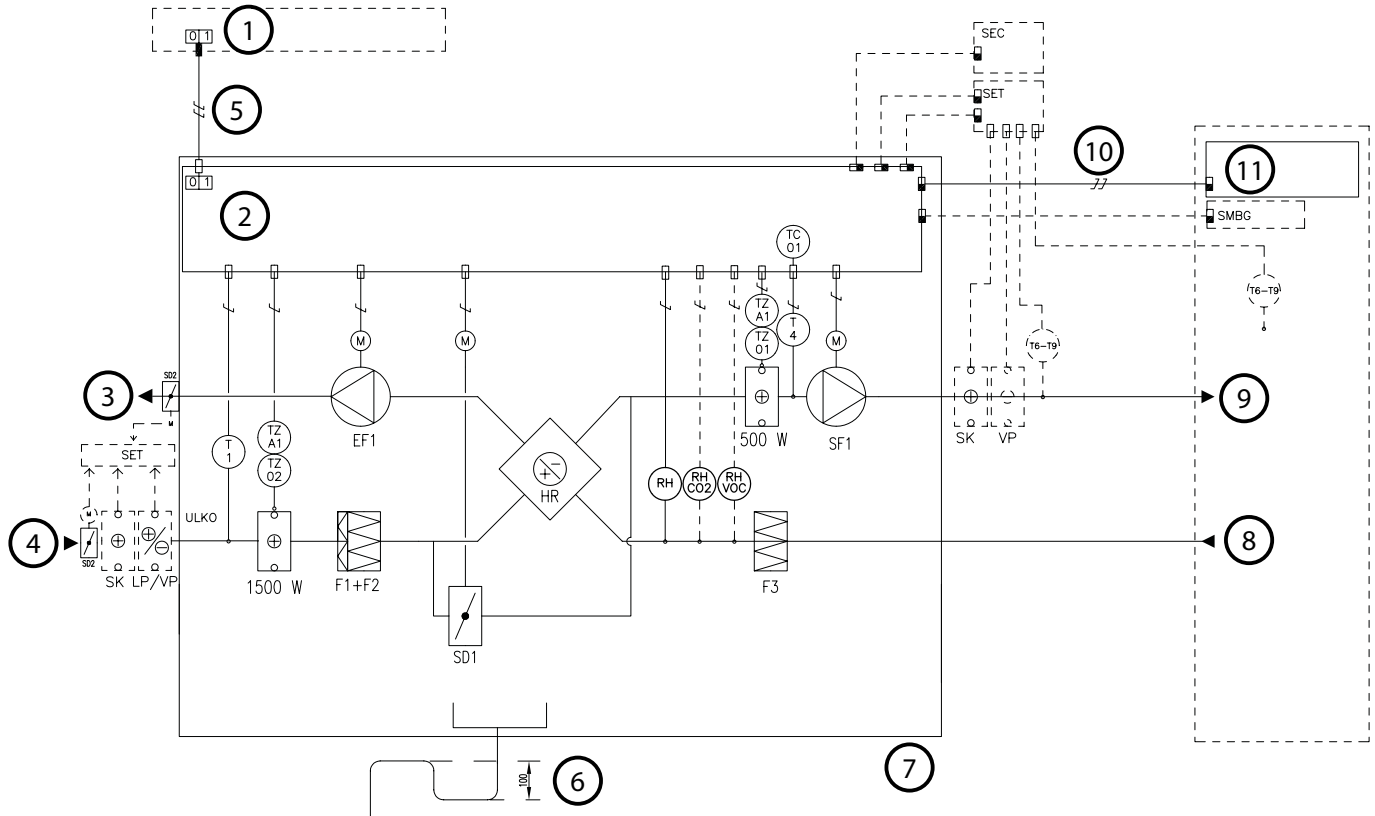 1
0 1
SEC
SET
5
10
11
0 1
2
SMBG
TC
01
TZ
A1
TZ
01
T
4
T6-T9
M
M
M
T6-T9
SD2
3
9
EF1
500 W
SF1
SK
VP
T
1
TZ
A1
TZ
02
SET
+
-
HR
RH
RH
CO2
RH
VOC
M
ULKO
4
8
SD2
SK
LP/VP
1500 W
F1+F2
F3
SD1
100
6
7